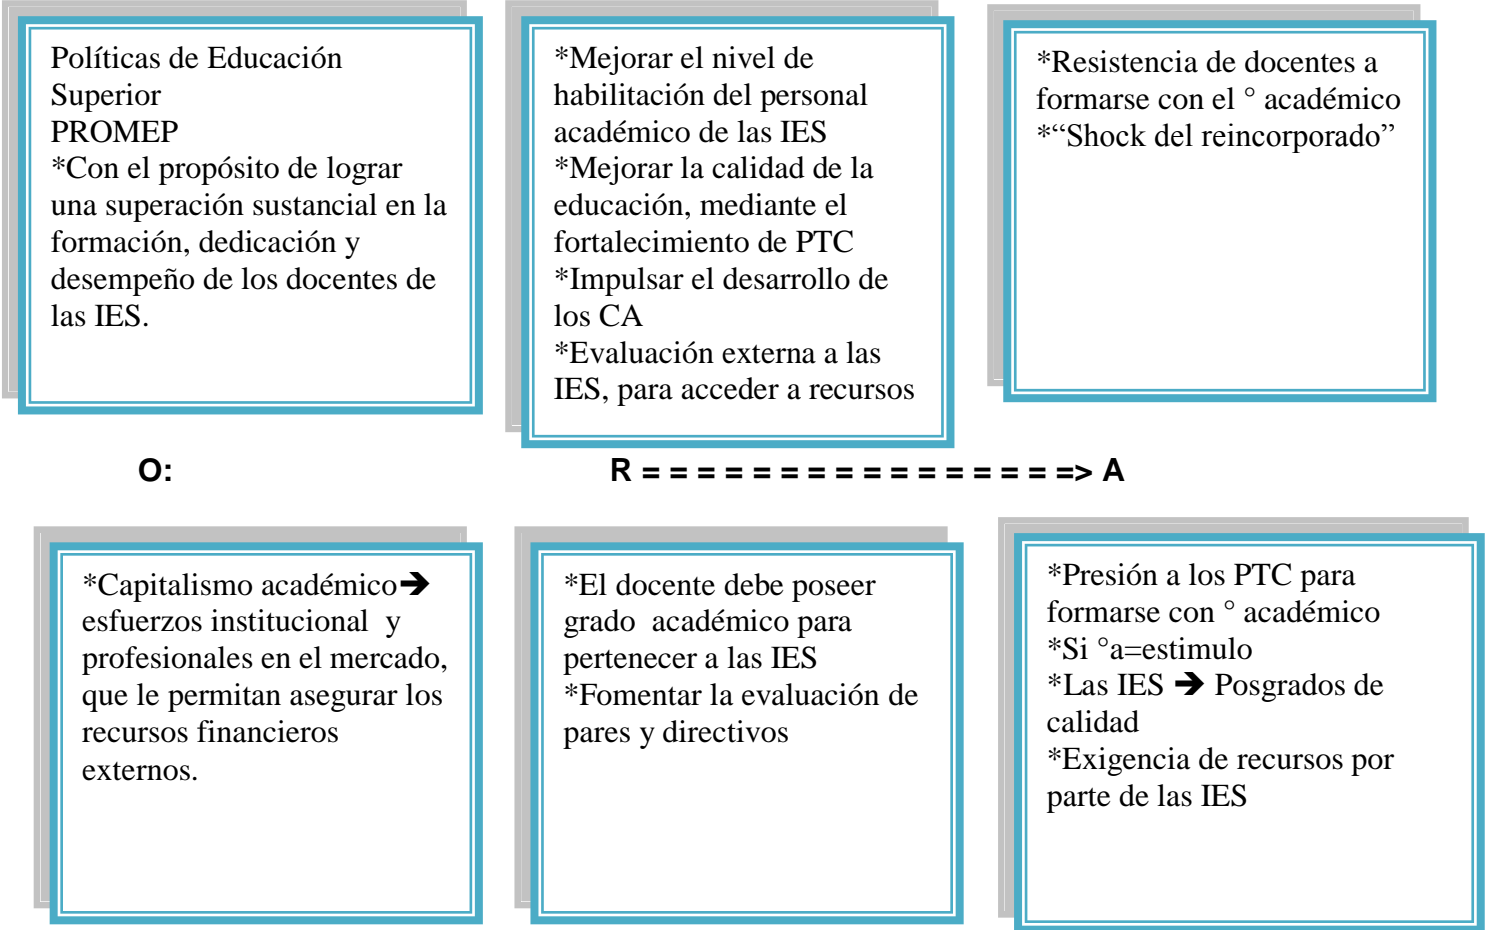 Políticas de Educación
Superior
PROMEP
*Con el propósito de lograr
una superación sustancial en la
formación, dedicación y
desempeño de los docentes de
las IES.
*Mejorar el nivel de
habilitación del personal
académico de las IES
*Mejorar la calidad de la
educación, mediante el
fortalecimiento de PTC
*Impulsar el desarrollo de
los CA
*Evaluación externa a las
IES, para acceder a recursos
*Resistencia de docentes a
formarse con el ° académico
*“Shock del reincorporado”
O:
R = = = = = = = = = = = = = = = => A
*Capitalismo académico➔
esfuerzos institucional y
profesionales en el mercado,
que le permitan asegurar los
recursos financieros
externos.
*El docente debe poseer
grado académico para
pertenecer a las IES
*Fomentar la evaluación de
pares y directivos
*Presión a los PTC para
formarse con ° académico
*Si °a=estimulo
*Las IES ➔ Posgrados de
calidad
*Exigencia de recursos por
parte de las IES